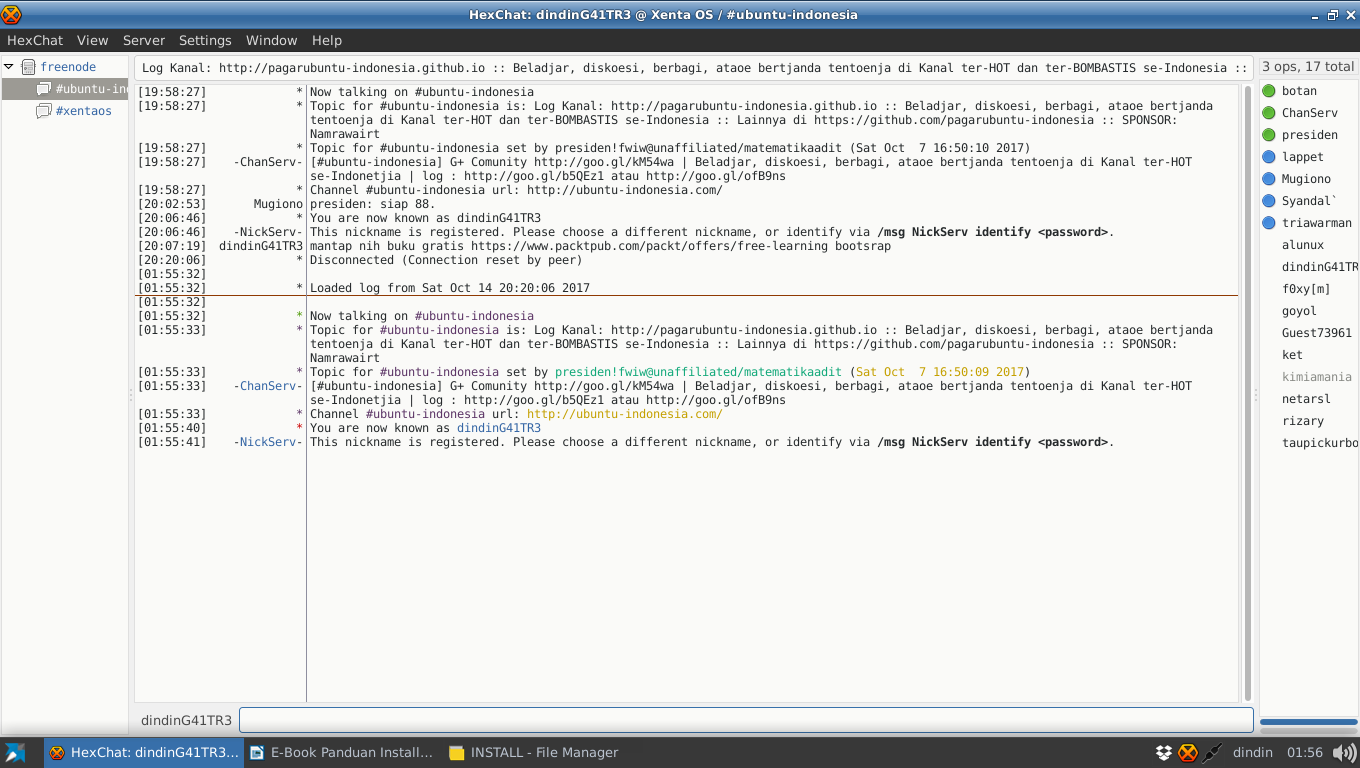 HexChat: dindinG41TR3 @ Xenta OS / #ubuntu-indonesia
HexChat View Server Settings Window Help
freenode
#ubuntu-in
#xentaos
Log Kanal: http://pagarubuntu-indonesia.github.io :: Beladjar, diskoesi, berbagi, ataoe bertjanda tentoenja di Kanal ter-HOT dan ter-BOMBASTIS se-Indonesia ::
3 ops, 17 total
[19:58:27] * Now talking on #ubuntu-indonesia
[19:58:27] * Topic for #ubuntu-indonesia is: Log Kanal: http://pagarubuntu-indonesia.github.io :: Beladjar, diskoesi, berbagi, ataoe bertjanda
tentoenja di Kanal ter-HOT dan ter-BOMBASTIS se-Indonesia :: Lainnya di https://github.com/pagarubuntu-indonesia :: SPONSOR:
Namrawairt
[19:58:27] * Topic for #ubuntu-indonesia set by presiden!fwiw@unaffiliated/matematikaadit (Sat Oct  7 16:50:10 2017)
[19:58:27] -ChanServ- [#ubuntu-indonesia] G+ Comunity http://goo.gl/kM54wa | Beladjar, diskoesi, berbagi, ataoe bertjanda tentoenja di Kanal ter-HOT
se-Indonetjia | log : http://goo.gl/b5QEz1 atau http://goo.gl/ofB9ns
[19:58:27] * Channel #ubuntu-indonesia url: http://ubuntu-indonesia.com/
[20:02:53] Mugiono presiden: siap 88.
[20:06:46] * You are now known as dindinG41TR3
[20:06:46] -NickServ- This nickname is registered. Please choose a different nickname, or identify via /msg NickServ identify <password>.
[20:07:19] dindinG41TR3 mantap nih buku gratis https://www.packtpub.com/packt/offers/free-learning bootsrap
[20:20:06] * Disconnected (Connection reset by peer)
[01:55:32]
[01:55:32] * Loaded log from Sat Oct 14 20:20:06 2017
[01:55:32]
[01:55:32] * Now talking on #ubuntu-indonesia
[01:55:33] * Topic for #ubuntu-indonesia is: Log Kanal: http://pagarubuntu-indonesia.github.io :: Beladjar, diskoesi, berbagi, ataoe bertjanda
tentoenja di Kanal ter-HOT dan ter-BOMBASTIS se-Indonesia :: Lainnya di https://github.com/pagarubuntu-indonesia :: SPONSOR:
Namrawairt
[01:55:33] * Topic for #ubuntu-indonesia set by presiden!fwiw@unaffiliated/matematikaadit (Sat Oct  7 16:50:09 2017)
[01:55:33] -ChanServ- [#ubuntu-indonesia] G+ Comunity http://goo.gl/kM54wa | Beladjar, diskoesi, berbagi, ataoe bertjanda tentoenja di Kanal ter-HOT
se-Indonetjia | log : http://goo.gl/b5QEz1 atau http://goo.gl/ofB9ns
[01:55:33] * Channel #ubuntu-indonesia url: http://ubuntu-indonesia.com/
[01:55:40] * You are now known as dindinG41TR3
[01:55:41] -NickServ- This nickname is registered. Please choose a different nickname, or identify via /msg NickServ identify <password>.
botan
ChanServ
presiden
lappet
Mugiono
Syandal`
triawarman
alunux
dindinG41TR
f0xy[m]
goyol
Guest73961
ket
kimiamania
netarsl
rizary
taupickurbo
dindinG41TR3
HexChat: dindinG41TR3... E-Book Panduan Install... INSTALL - File Manager dindin 01:56